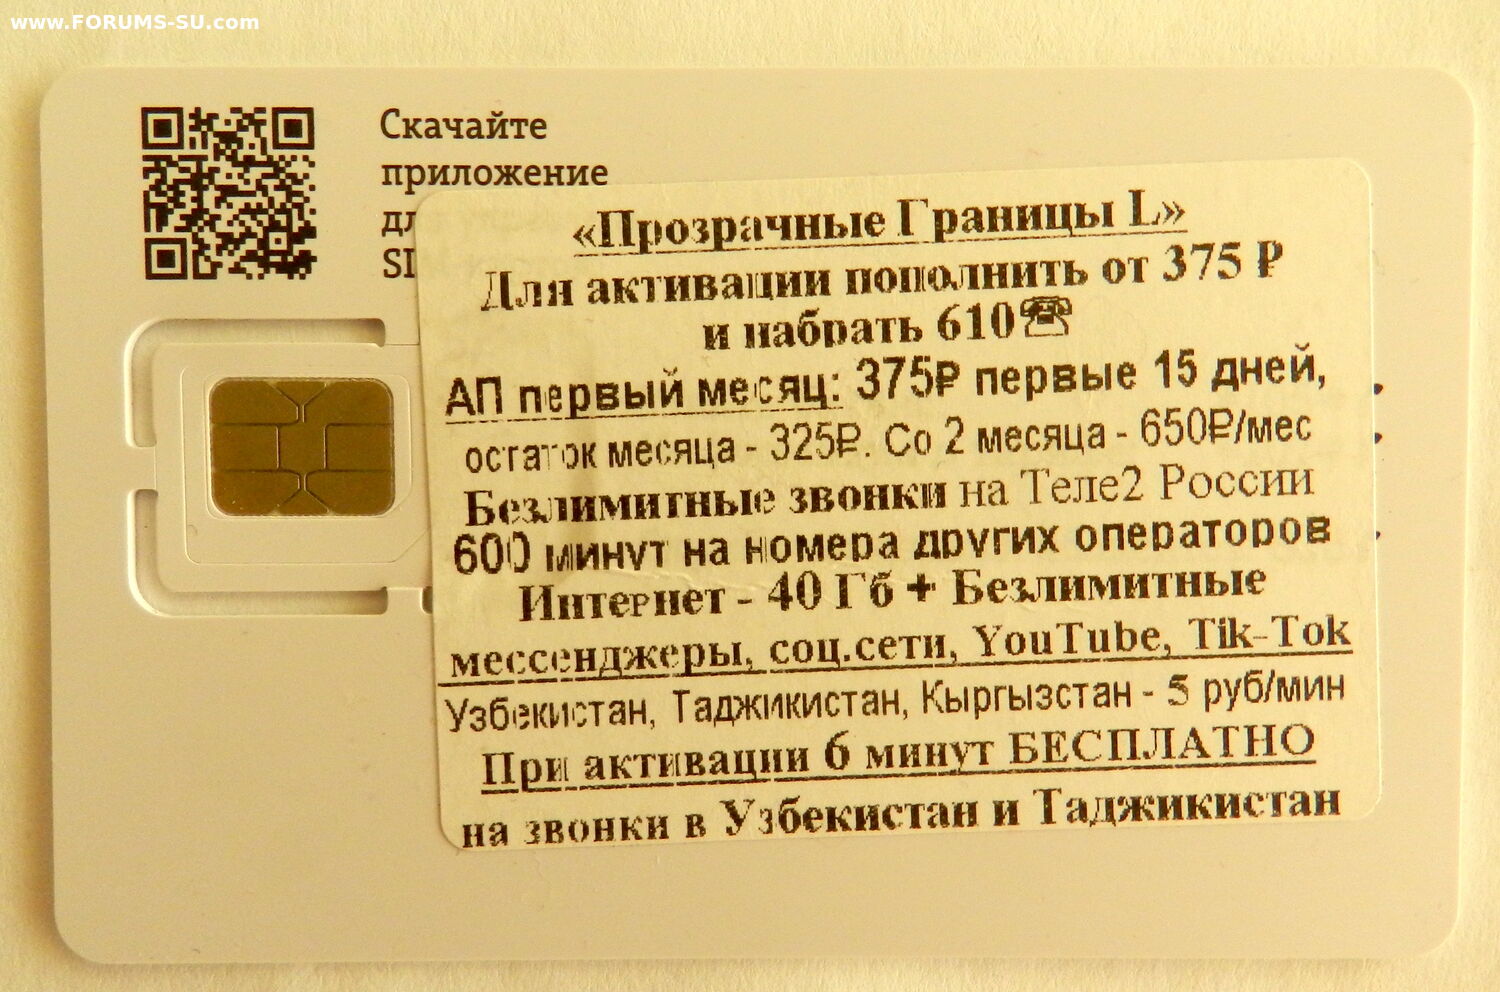 www.FORUMS-SU.com
Скачайте
приложение
дл
SI
«Прозрачные Границы L»
Для активации пополнить от 375 ₽
и набрать 610☎
АП первый месяц: 375₽ первые 15 дней,
остаток месяца - 325₽. Со 2 месяца - 650₽/мес
Безлимитные звонки на Теле2 России
600 минут на номера других операторов
Интернет - 40 Гб + Безлимитные
мессенджеры, соц.сети, YouTube, Tik-Tok
Узбекистан, Таджикистан, Кыргызстан - 5 руб/мин
При активации 6 минут БЕСПЛАТНО
на звонки в Узбекистан и Таджикистан